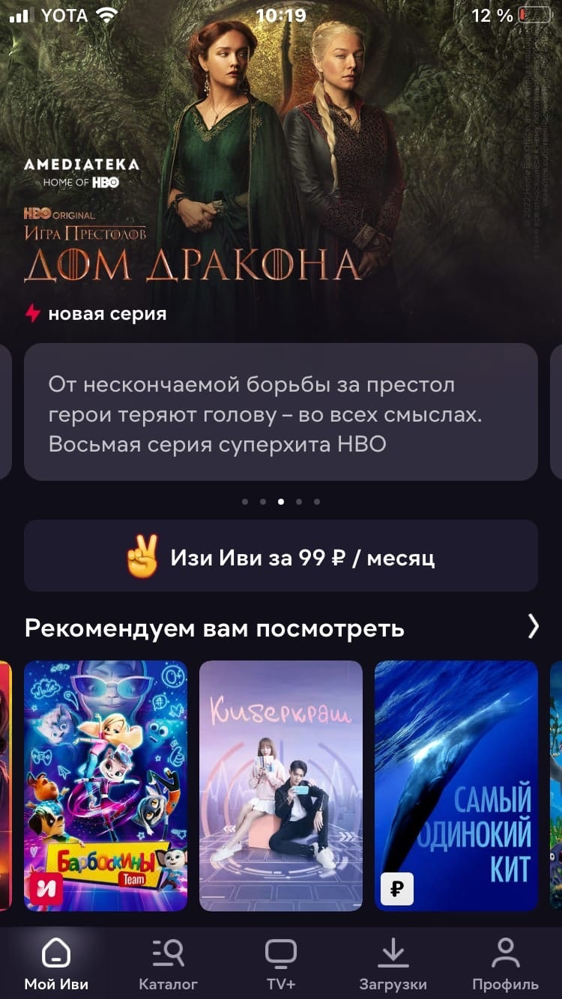 YOTA
10:19
12 %
AMEDIATEKA
HOME OF HBO
HBO ORIGINAL
ИГРА ПРЕСТОЛОВ
ДОМ ДРАКОНА
новая серия
От нескончаемой борьбы за престол
герои теряют голову – во всех смыслах.
Восьмая серия суперхита HBO
Изи Иви за 99 ₽ / месяц
Рекомендуем вам посмотреть
Барбоскины
Team
и
Киберкраш
САМЫЙ
ОДИНОКИЙ
КИТ
₽
Мой Иви
Каталог
TV+
Загрузки
Профиль